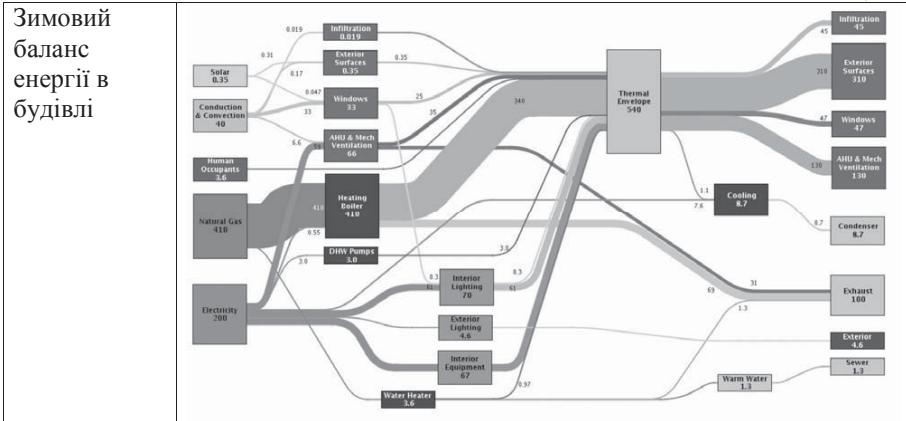 Зимовий
баланс
енергії в
будівлі
Solar
0.35
Conduction
& Convection
40
Human
Occupants
3.6
Natural Gas
410
Electricity
200
0.019
0.31
0.17
0.047
33
6.6
59
410
0.55
3.0
Infiltration
0.019
Exterior
Surfaces
0.35
Windows
33
AHU & Mech
Ventilation
66
Heating
Boiler
410
DHW Pumps
3.0
0.35
25
35
340
3.0
0.3
61
Interior
Lighting
70
Exterior
Lighting
4.6
Interior
Equipment
67
Water Heater
3.6
0.3
61
0.97
Thermal
Envelope
540
1.1
7.6
Cooling
8.7
69
31
1.3
Warm Water
1.3
45
310
47
130
8.7
Infiltration
45
Exterior
Surfaces
310
Windows
47
AHU & Mech
Ventilation
130
Condenser
8.7
Exhaust
100
Exterior
4.6
Sewer
1.3